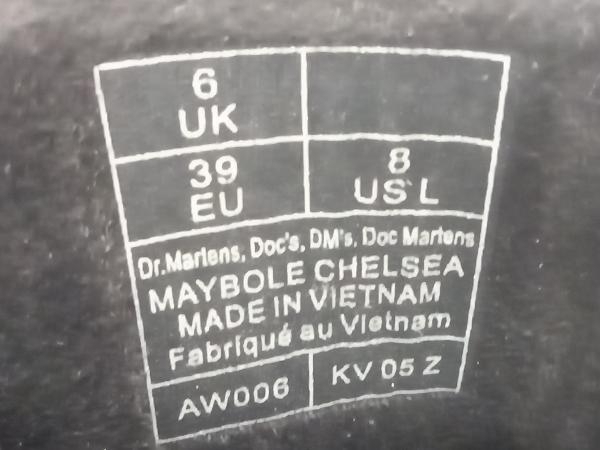 6
UK
39
EU
8
US L
Dr.Martens, Doc's, DM's, Doc Martens
MAYBOLE CHELSEA
MADE IN VIETNAM
Fabriqué au Vietnam
AW006
KV 05 Z